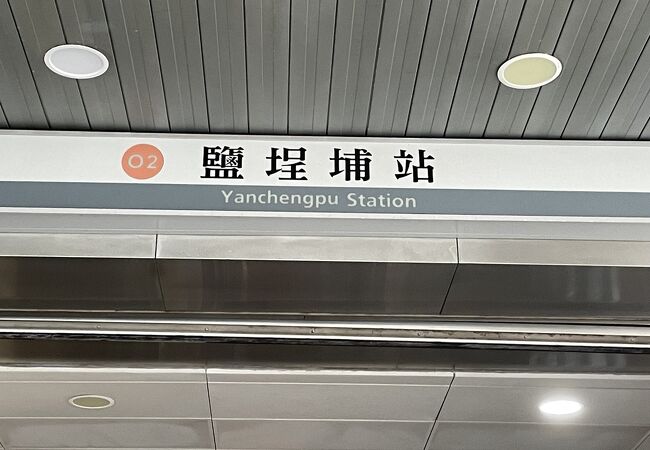 O2 鹽埕埔站
Yanchengpu Station